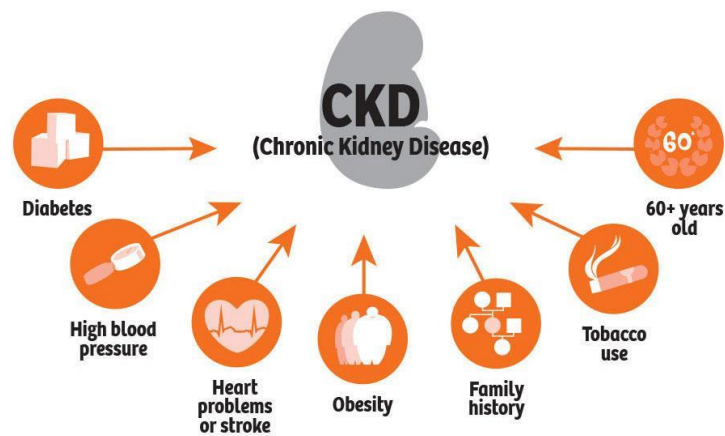 CKD
(Chronic Kidney Disease)
Diabetes
High blood
pressure
Heart
problems
or stroke
Obesity
Family
history
Tobacco
use
60+
60+ years
old